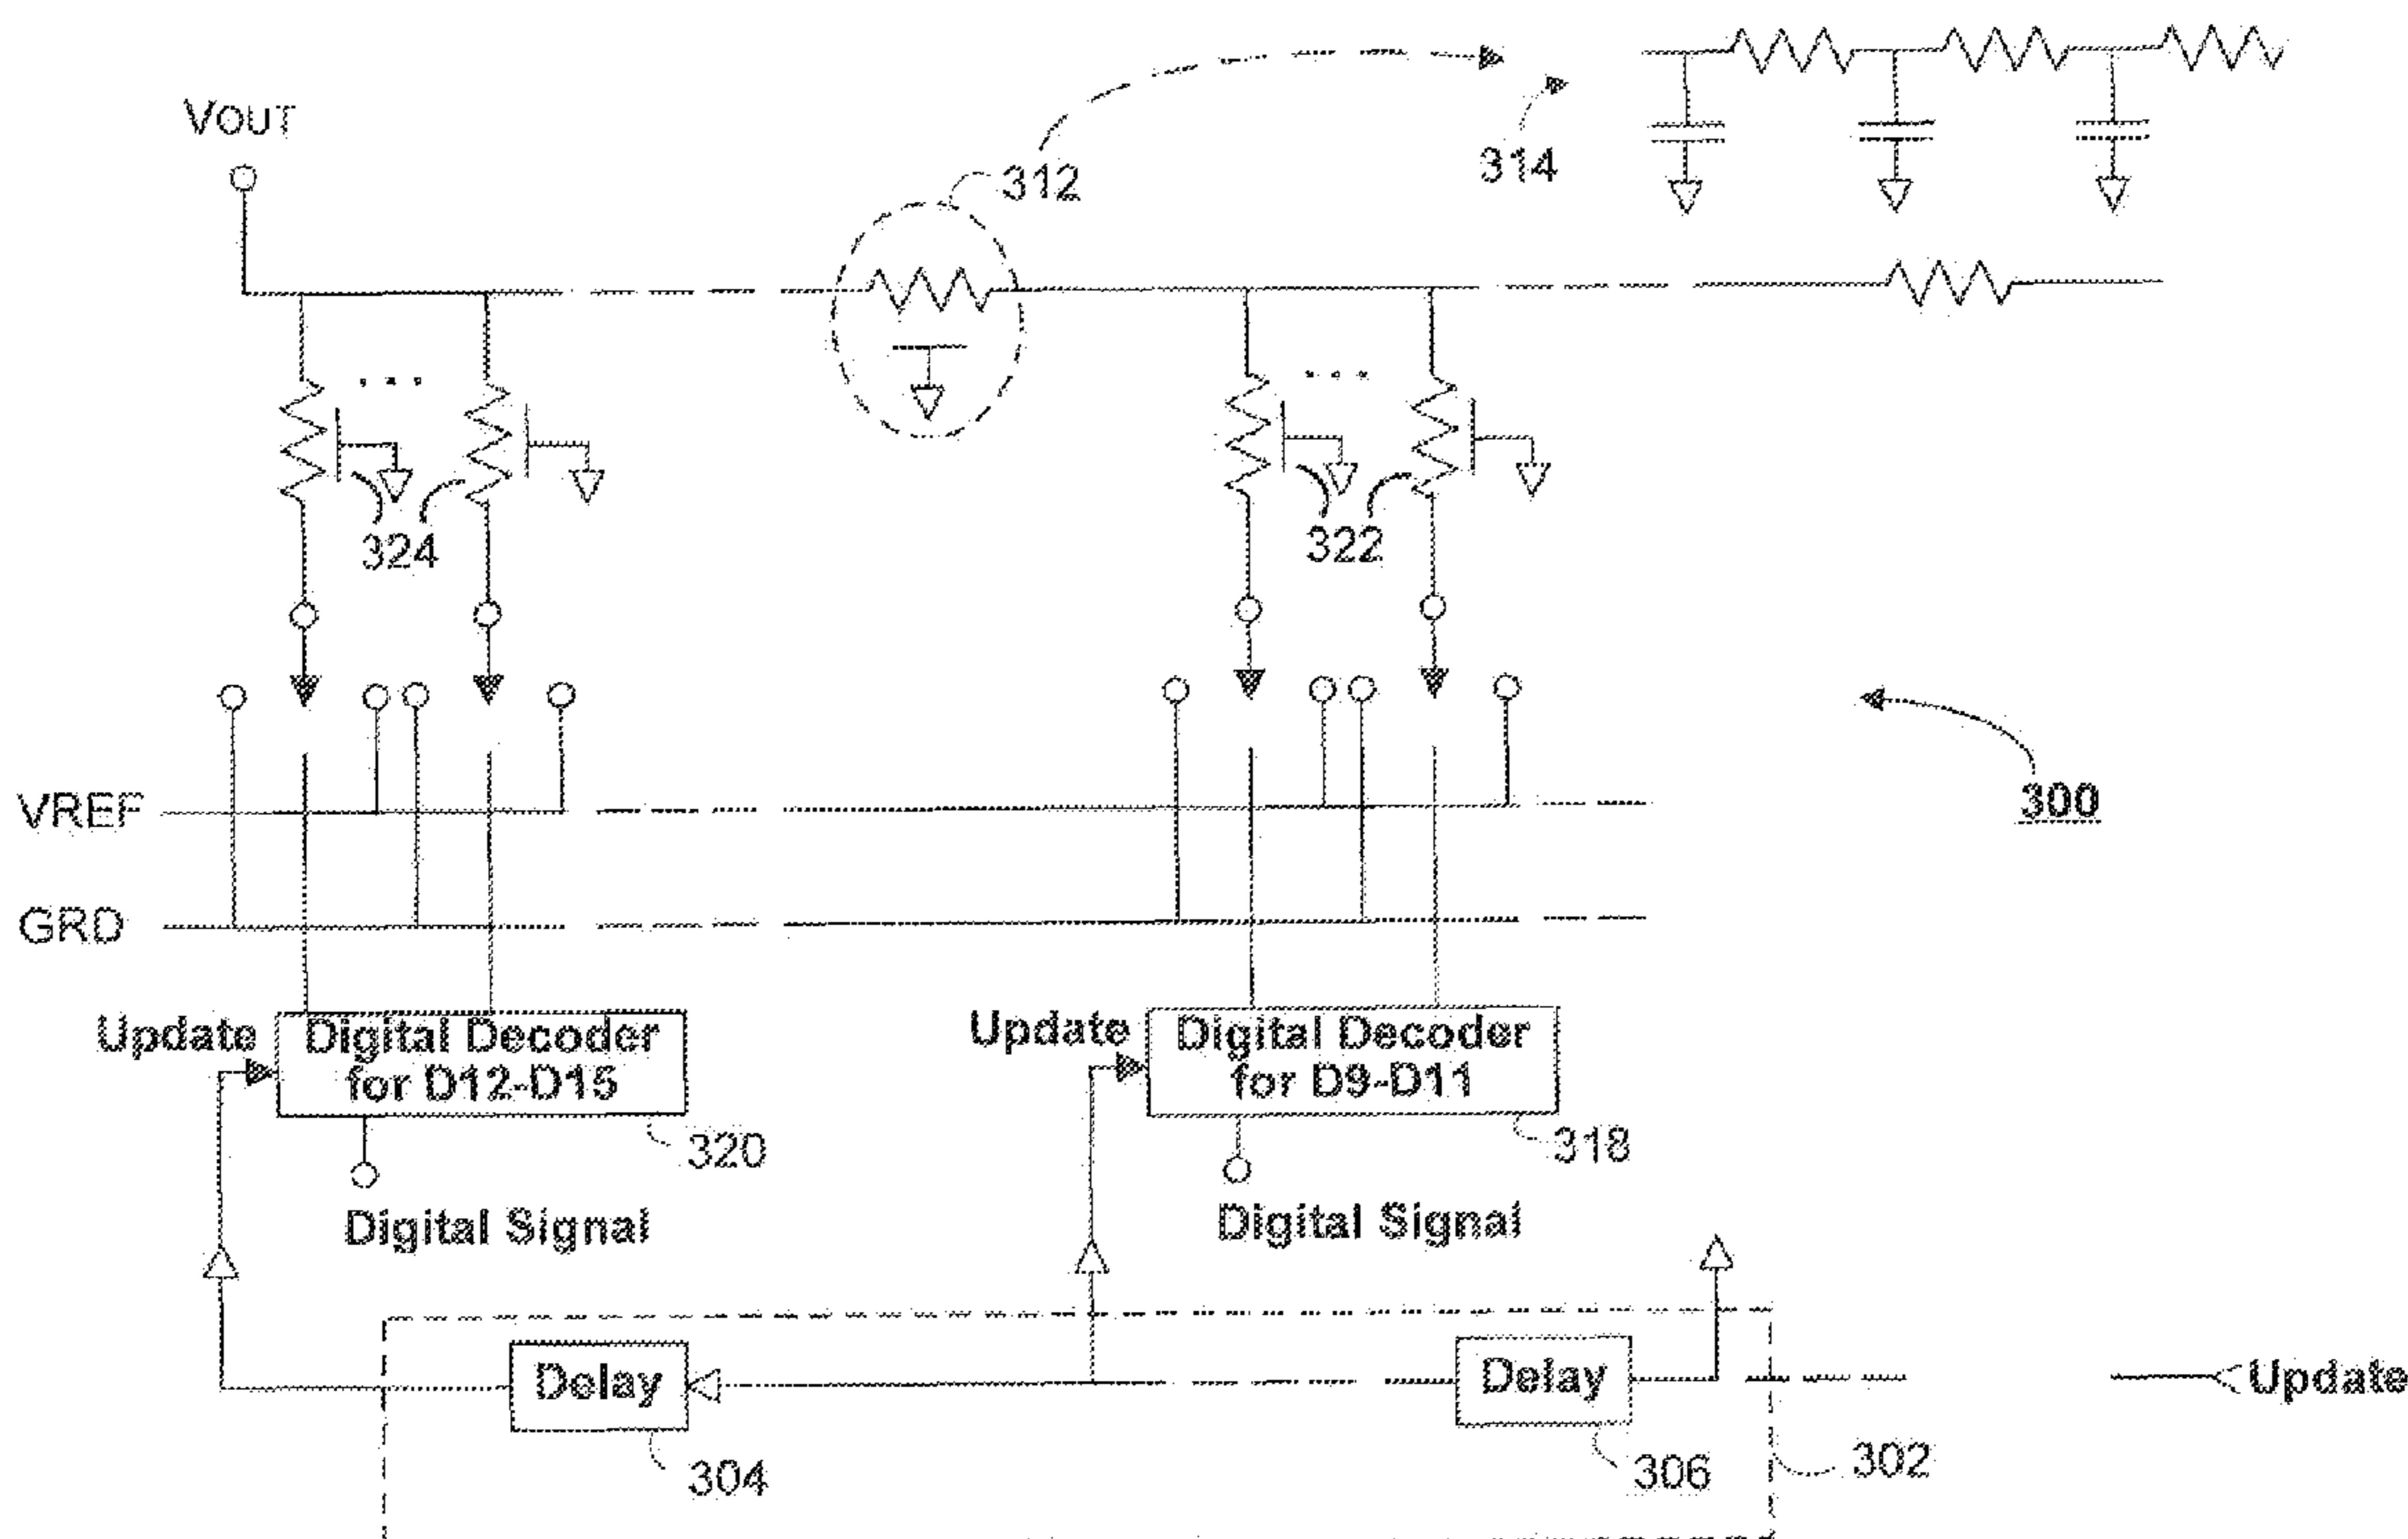 VOUT
312
314
324
322
VREF
300
GRD
Update
Digital Decoder
for D12-D15
320
Update
Digital Decoder
for D9-D11
318
Digital Signal
Digital Signal
Delay
304
Delay
306
302
Update